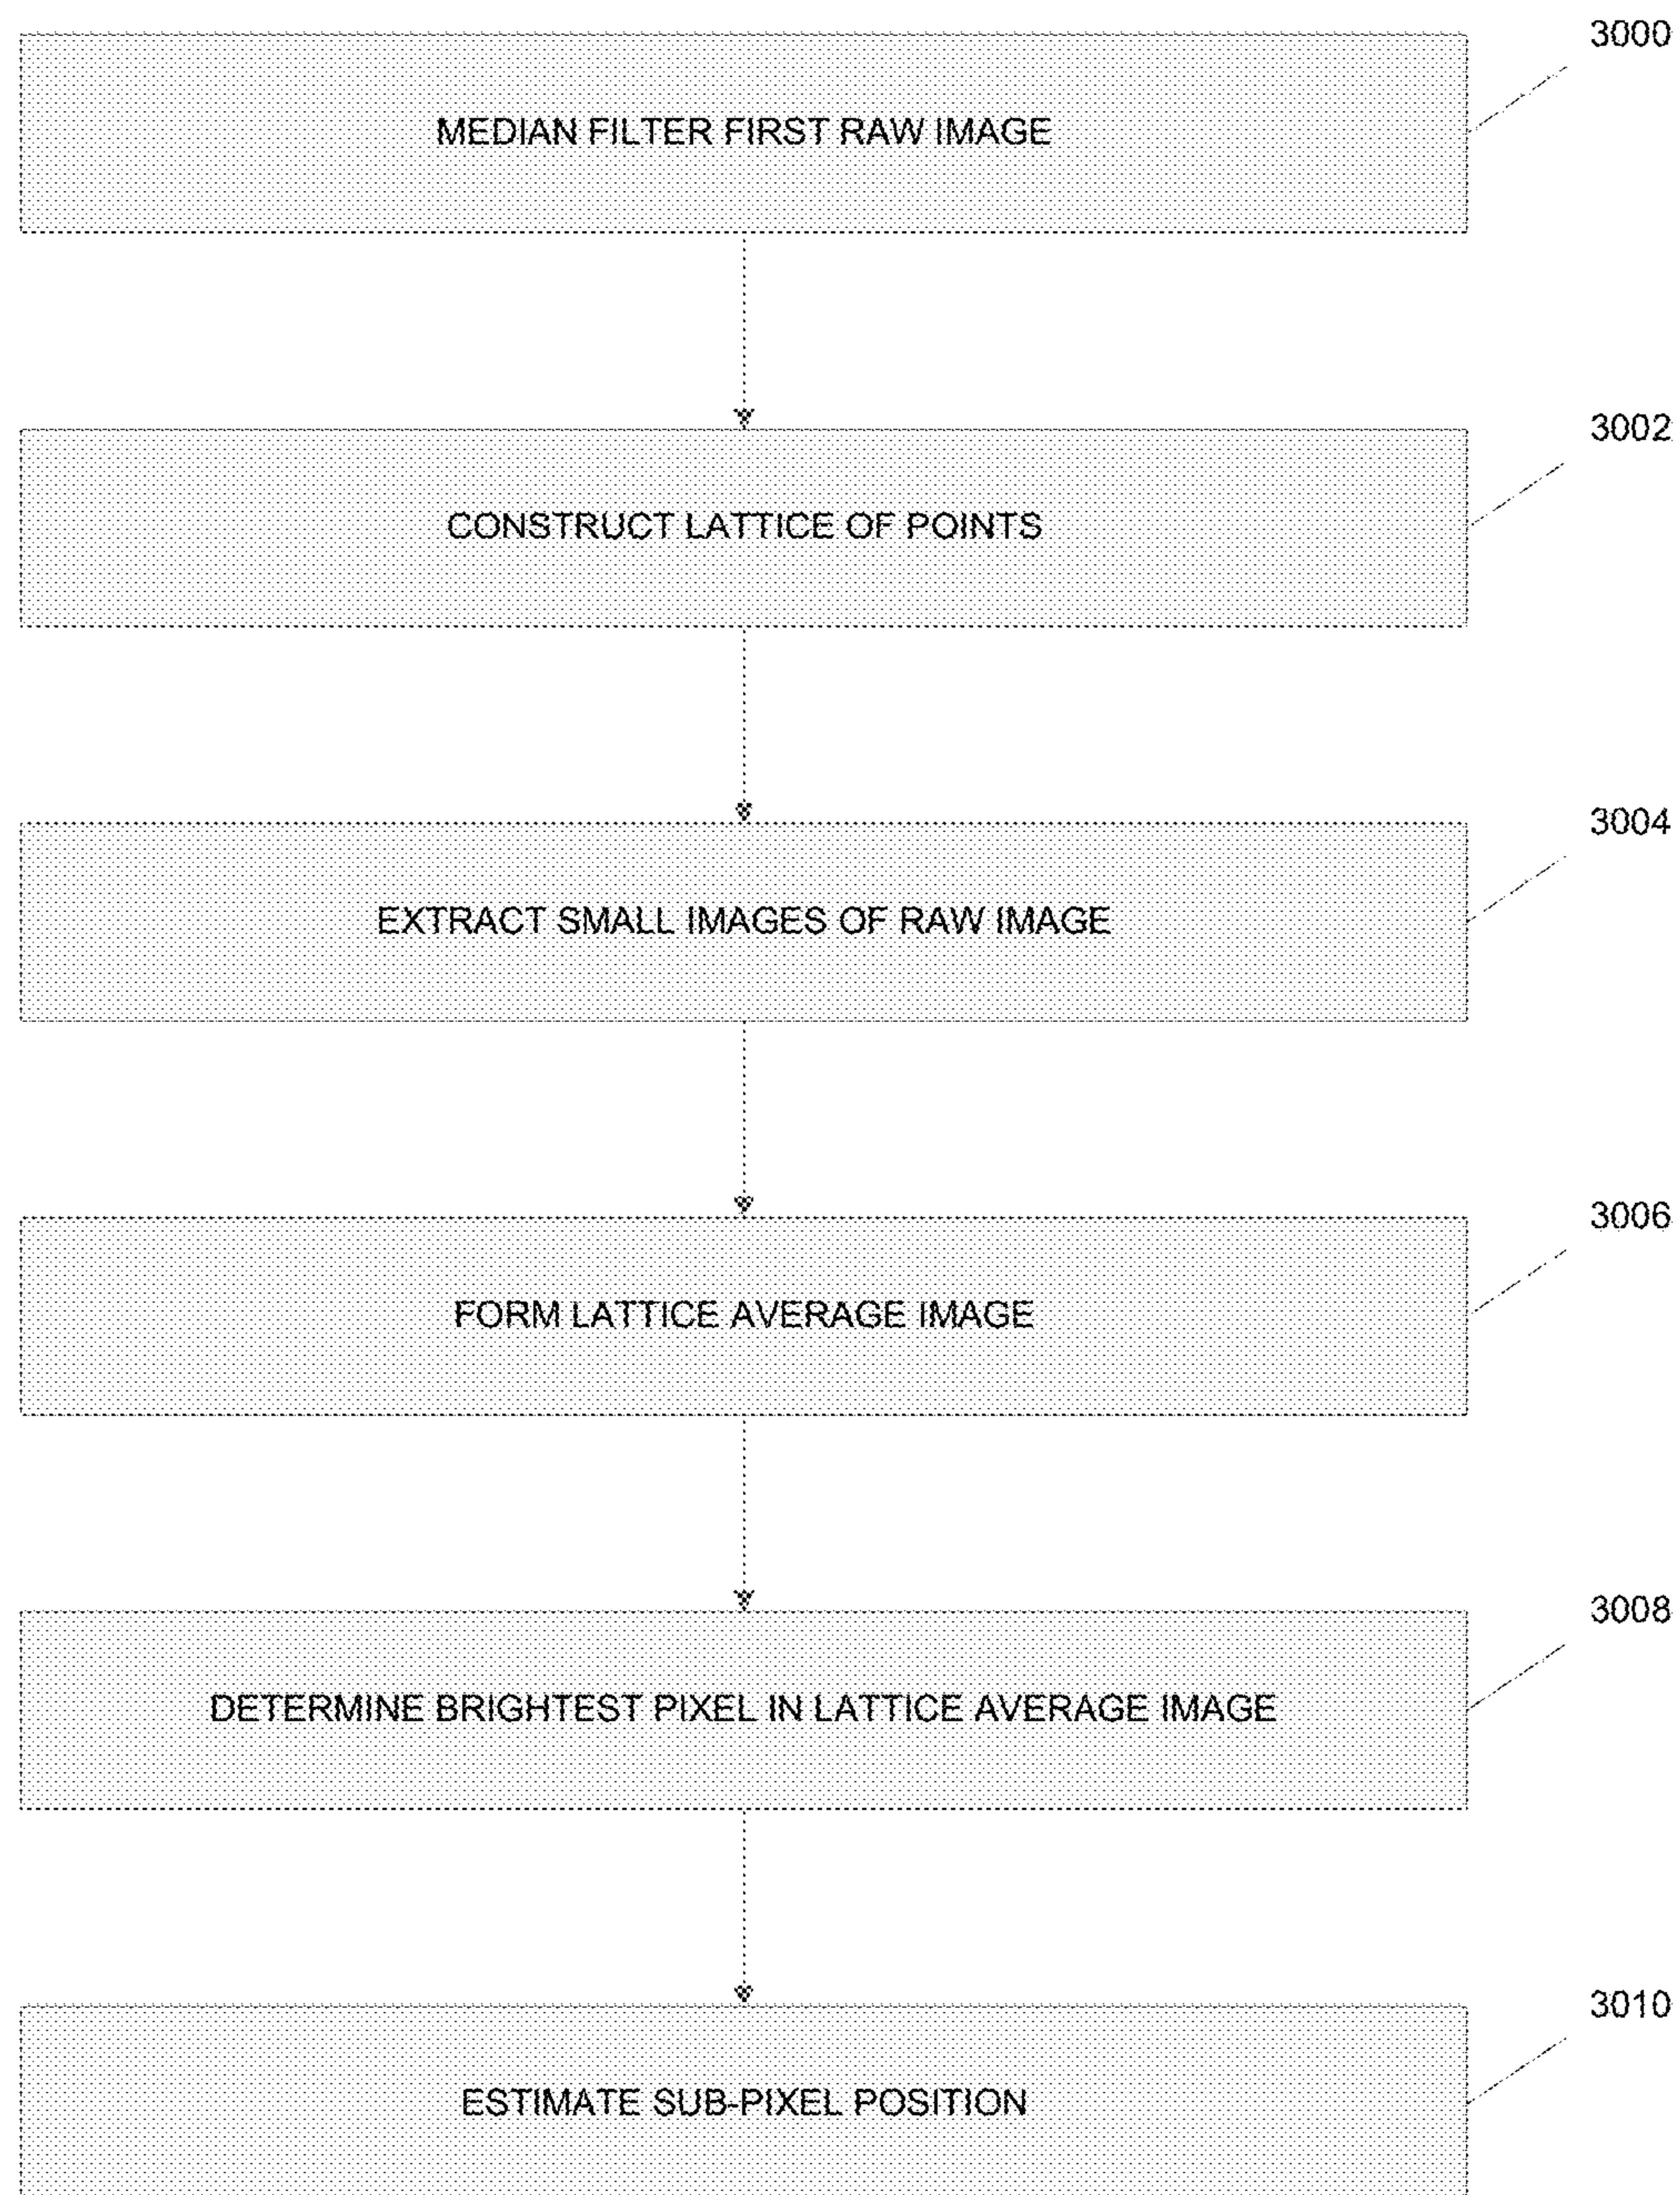 3000
MEDIAN FILTER FIRST RAW IMAGE
3002
CONSTRUCT LATTICE OF POINTS
3004
EXTRACT SMALL IMAGES OF RAW IMAGE
3006
FORM LATTICE AVERAGE IMAGE
3008
DETERMINE BRIGHTEST PIXEL IN LATTICE AVERAGE IMAGE
3010
ESTIMATE SUB-PIXEL POSITION